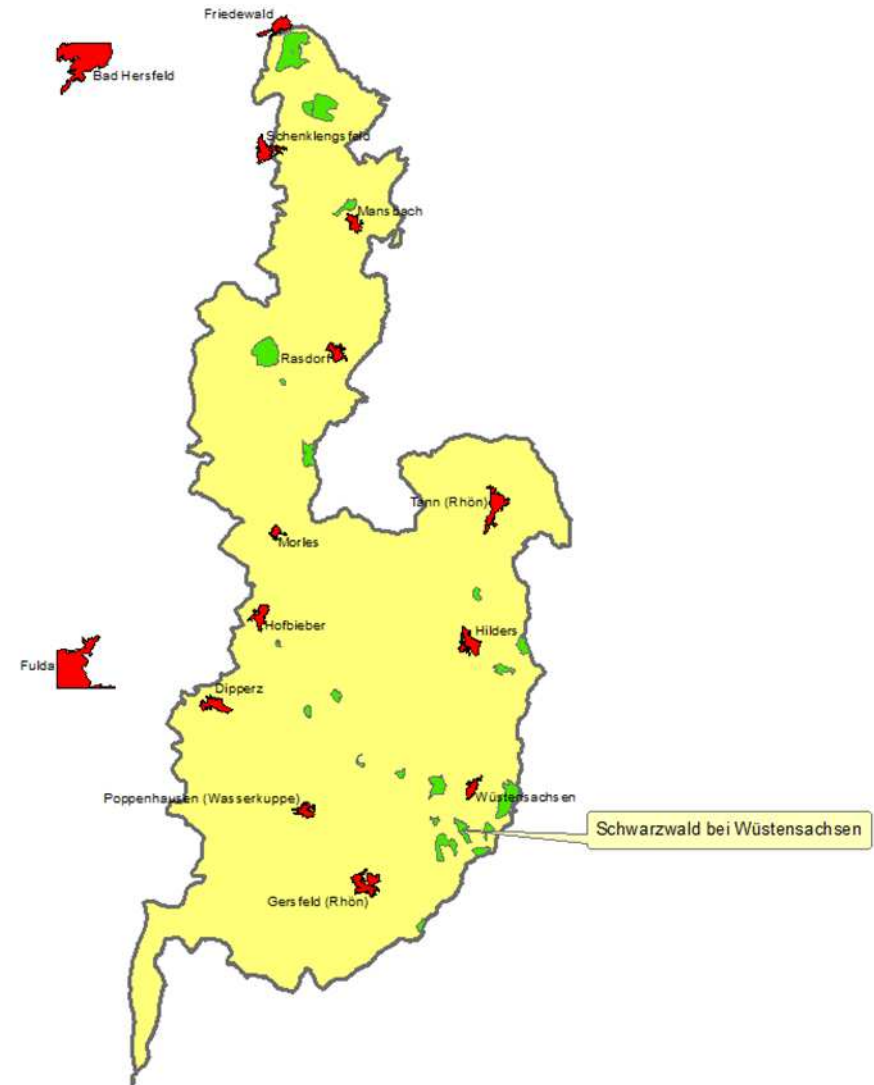 Friedewald
Bad Hersfeld
Schenklengsfeld
Mansbach
Rasdorf
Tann (Rhön)
Morles
Hofbieber
Hilders
Fulda
Dipperz
Poppenhausen (Wasserkuppe)
Wüstensachsen
Schwarzwald bei Wüstensachsen
Gersfeld (Rhön)